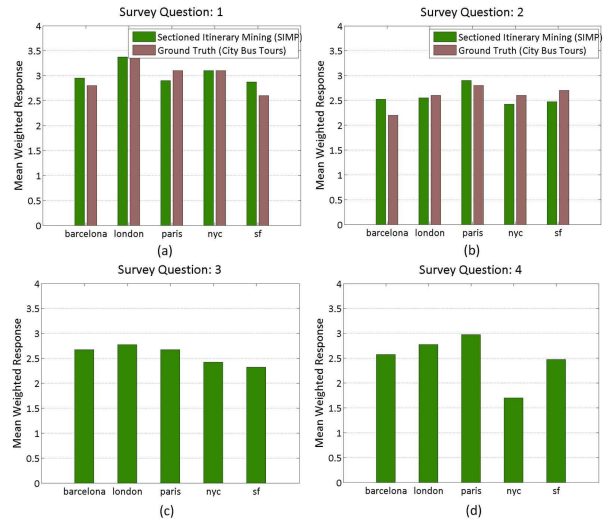 Survey Question: 1
4
3.5
3
2.5
2
1.5
1
0.5
0
Mean Weighted Response
Sectioned Itinerary Mining (SIMP)
Ground Truth (City Bus Tours)
barcelona london paris nyc sf
(a)
Survey Question: 2
4
3.5
3
2.5
2
1.5
1
0.5
0
Mean Weighted Response
Sectioned Itinerary Mining (SIMP)
Ground Truth (City Bus Tours)
barcelona london paris nyc sf
(b)
Survey Question: 3
4
3.5
3
2.5
2
1.5
1
0.5
0
Mean Weighted Response
barcelona london paris nyc sf
(c)
Survey Question: 4
4
3.5
3
2.5
2
1.5
1
0.5
0
Mean Weighted Response
barcelona london paris nyc sf
(d)